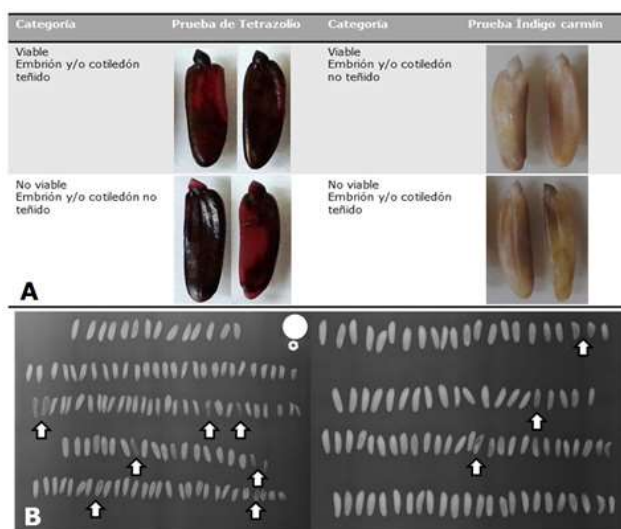 Categoría Prueba de Tetrazolio Categoría Prueba Índigo carmín
Viable
Embrión y/o cotiledón
teñido
Viable
Embrión y/o cotiledón
no teñido
No viable
Embrión y/o cotiledón no
teñido
No viable
Embrión y/o cotiledón
teñido
A
B